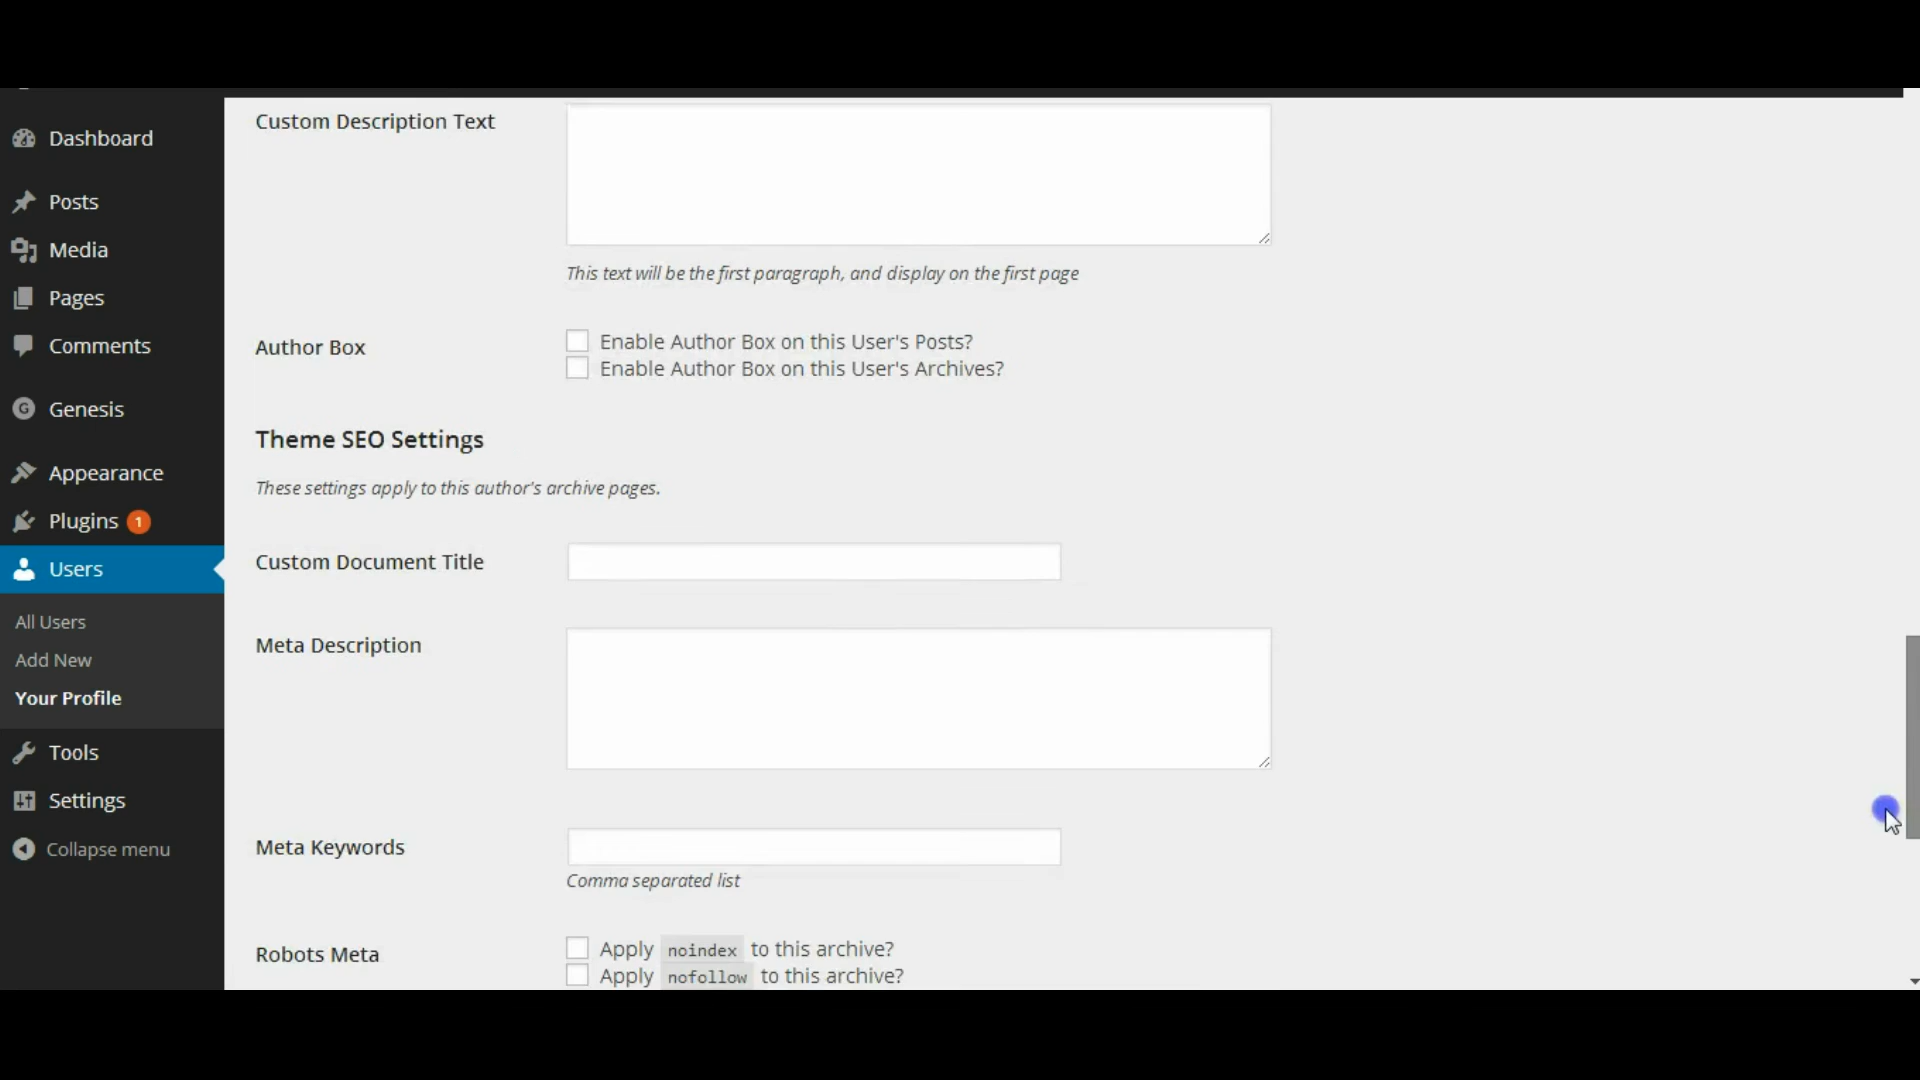 Dashboard
Posts
Media
Pages
Comments
Genesis
Appearance
Plugins 1
Users
All Users
Add New
Your Profile
Tools
Settings
Collapse menu
Custom Description Text
This text will be the first paragraph, and display on the first page
Author Box
Enable Author Box on this User's Posts?
Enable Author Box on this User's Archives?
Theme SEO Settings
These settings apply to this author's archive pages.
Custom Document Title
Meta Description
Meta Keywords
Comma separated list
Robots Meta
Apply noindex to this archive?
Apply nofollow to this archive?